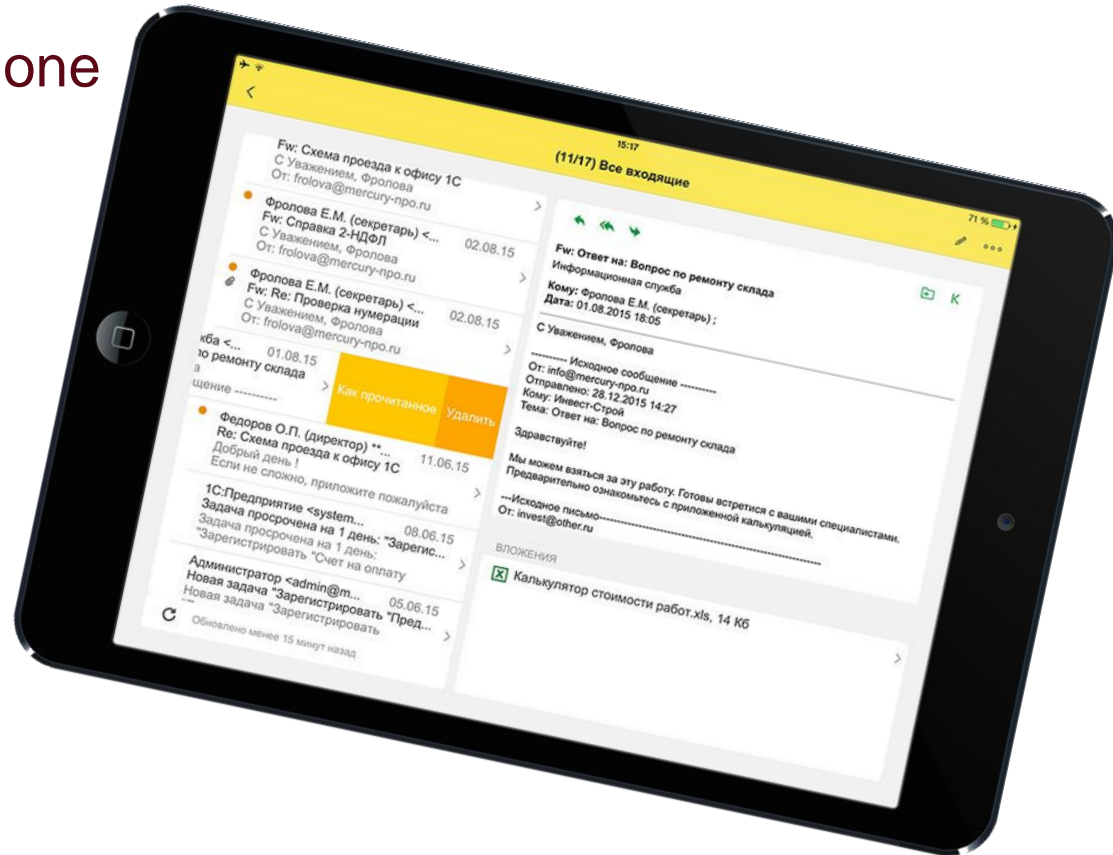 one
15:17
71 %
(11/17) Все входящие
Fw: Схема проезда к офису 1С
С Уважением, Фролова
От: frolova@mercury-npo.ru
Фролова Е.М. (секретарь) <...
02.08.15
Fw: Справка 2-НДФЛ
С Уважением, Фролова
От: frolova@mercury-npo.ru
Фролова Е.М. (секретарь) <...
02.08.15
Fw: Re: Проверка нумерации
С Уважением, Фролова
От: frolova@mercury-npo.ru
жба <...
01.08.15
по ремонту склада
а
щение ----------
Как прочитанное
Удалить
Федоров О.П. (директор) **...
11.06.15
Re: Схема проезда к офису 1С
Добрый день !
Если не сложно, приложите пожалуйста
1С:Предприятие <system...
08.06.15
Задача просрочена на 1 день: "Зарегис...
Задача просрочена на 1 день:
"Зарегистрировать "Счет на оплату
Администратор <admin@m...
05.06.15
Новая задача "Зарегистрировать "Пред...
Новая задача "Зарегистрировать
Обновлено менее 15 минут назад
Fw: Ответ на: Вопрос по ремонту склада
Информационная служба
Кому: Фролова Е.М. (секретарь) ;
Дата: 01.08.2015 18:05
С Уважением, Фролова
---------- Исходное сообщение ----------
От: info@mercury-npo.ru
Отправлено: 28.12.2015 14:27
Кому: Инвест-Строй
Тема: Ответ на: Вопрос по ремонту склада
Здравствуйте!
Мы можем взяться за эту работу. Готовы встретися с вашими специалистами.
Предварительно ознакомьтесь с приложенной калькуляцией.
---Исходное письмо---------------------------------------------
От: invest@other.ru
ВЛОЖЕНИЯ
Калькулятор стоимости работ.xls, 14 Кб